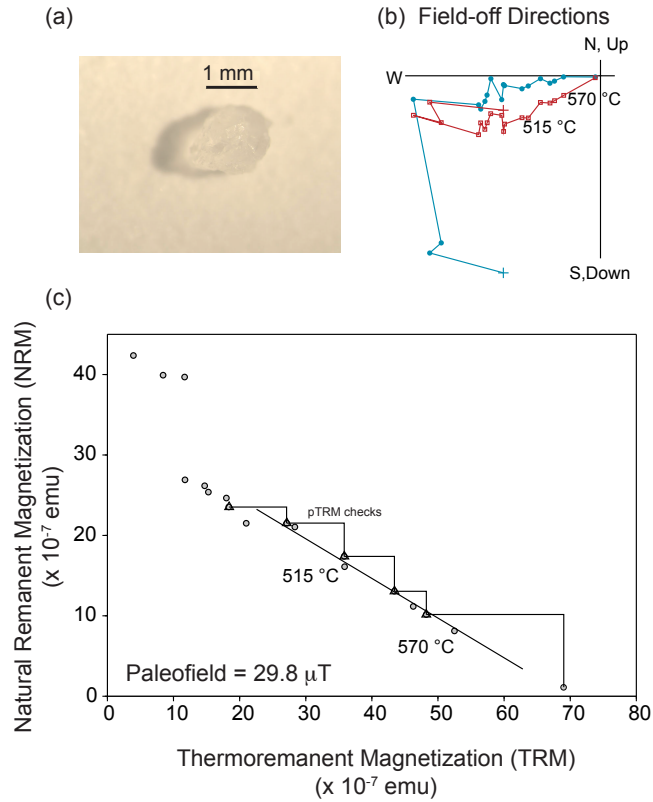 (a)
1 mm
(b) Field-off Directions
N, Up
W
570 °C
515 °C
S,Down
(c)
Natural Remanent Magnetization (NRM)
(x 10-7 emu)
40
30
20
10
0
pTRM checks
515 °C
570 °C
Paleofield = 29.8 µT
0 10 20 30 40 50 60 70 80
Thermoremanent Magnetization (TRM)
(x 10-7 emu)